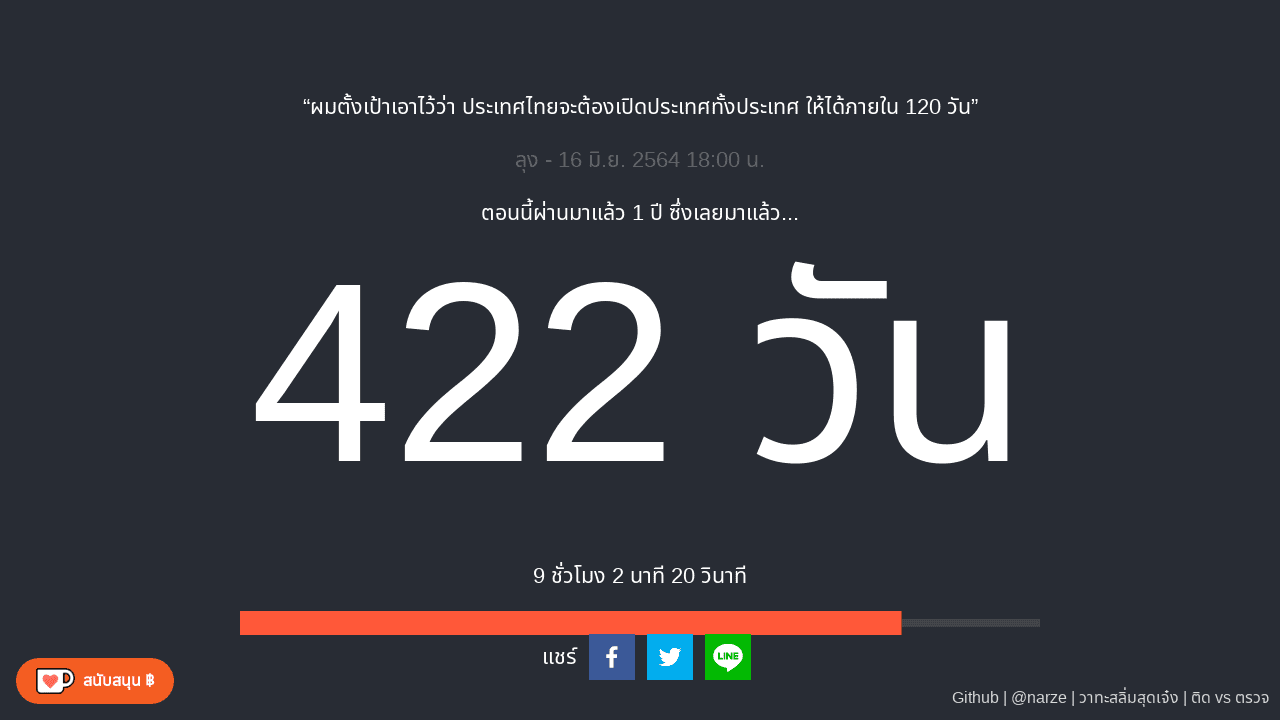 “ผมตั้งเป้าเอาไว้ว่า ประเทศไทยจะต้องเปิดประเทศทั้งประเทศ ให้ได้ภายใน 120 วัน”
ลุง - 16 มิ.ย. 2564 18:00 น.
ตอนนี้ผ่านมาแล้ว 1 ปี ซึ่งเลยมาแล้ว...
422 วัน
9 ชั่วโมง 2 นาที 20 วินาที
แชร์
LINE
สนับสนุน ฿
Github | @narze | วาทะสลิ่มสุดเจ๋ง | ติด vs ตรวจ